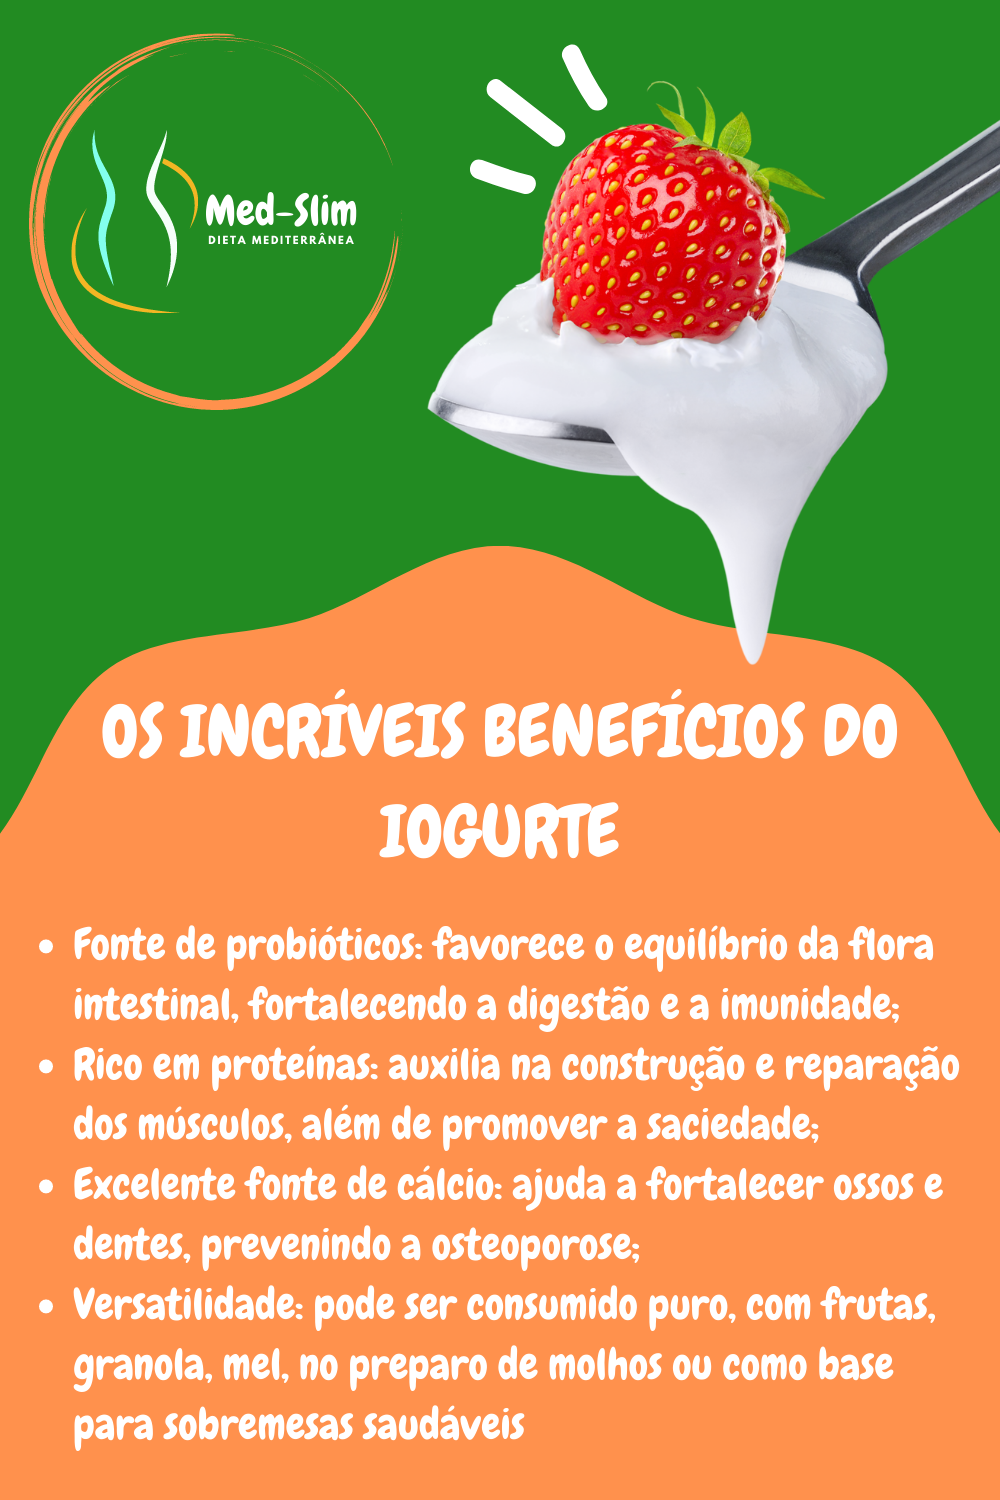 Med-Slim
DIETA MEDITERRÂNEA
OS INCRÍVEIS BENEFÍCIOS DO
IOGURTE
• Fonte de probióticos: favorece o equilíbrio da flora
intestinal, fortalecendo a digestão e a imunidade;
• Rico em proteínas: auxilia na construção e reparação
dos músculos, além de promover a saciedade;
• Excelente fonte de cálcio: ajuda a fortalecer ossos e
dentes, prevenindo a osteoporose;
• Versatilidade: pode ser consumido puro, com frutas,
granola, mel, no preparo de molhos ou como base
para sobremesas saudáveis